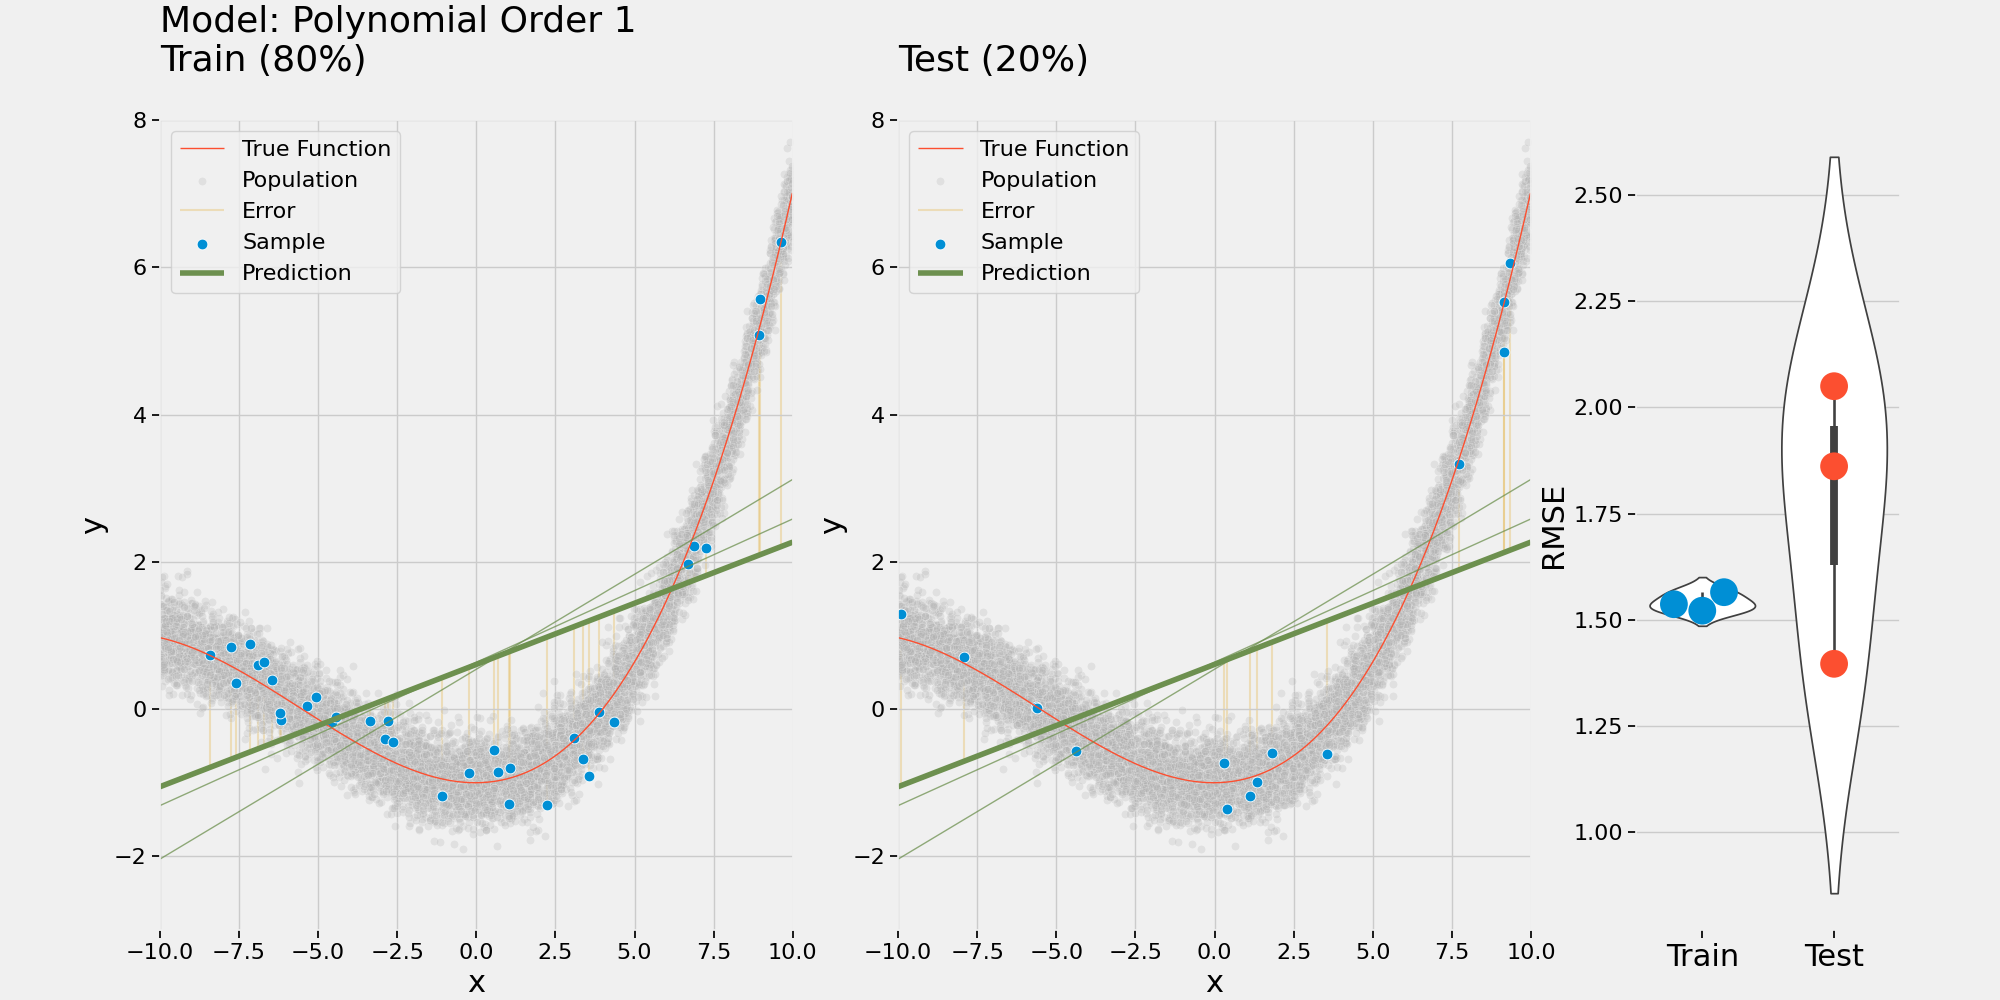 Model: Polynomial Order 1
Train (80%)
Test (20%)
8
6
4
2
0
−2
y
True Function
Population
Error
Sample
Prediction
−10.0 −7.5 −5.0 −2.5 0.0 2.5 5.0 7.5 10.0
x
8
6
4
2
0
−2
y
True Function
Population
Error
Sample
Prediction
−10.0 −7.5 −5.0 −2.5 0.0 2.5 5.0 7.5 10.0
x
2.50
2.25
2.00
1.75
1.50
1.25
1.00
RMSE
Train Test